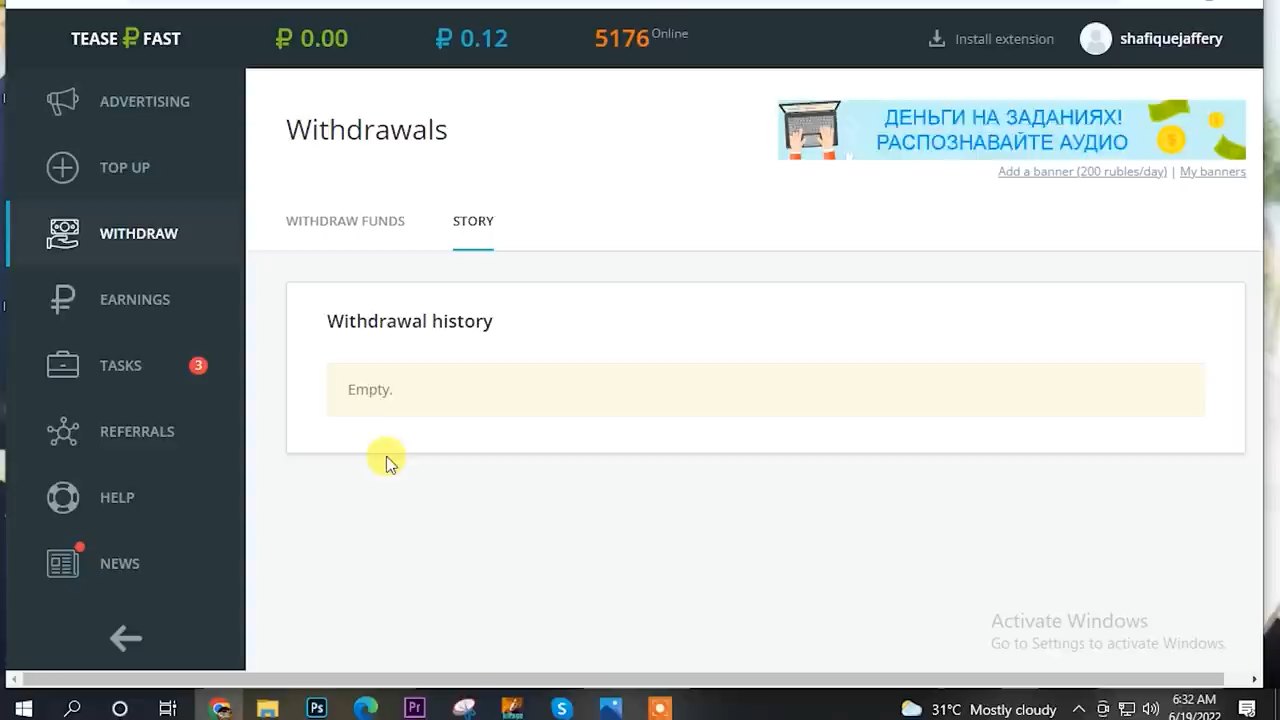 TEASE ₽ FAST
₽ 0.00
₽ 0.12
5176 Online
Install extension
shafiquejaffery
ADVERTISING
TOP UP
WITHDRAW
EARNINGS
TASKS 3
REFERRALS
HELP
NEWS
Withdrawals
ДЕНЬГИ НА ЗАДАНИЯХ!
РАСПОЗНАВАЙТЕ АУДИО
Add a banner (200 rubles/day) | My banners
WITHDRAW FUNDS
STORY
Withdrawal history
Empty.
Activate Windows
Go to Settings to activate Windows.
Ps
Pr
31°C Mostly cloudy
6:32 AM
6/19/2022